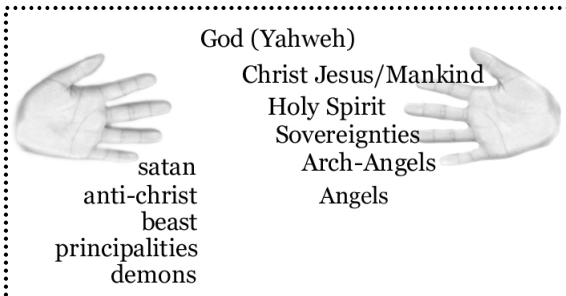 God (Yahweh)
Christ Jesus/Mankind
Holy Spirit
Sovereignties
Arch-Angels
Angels
satan
anti-christ
beast
principalities
demons